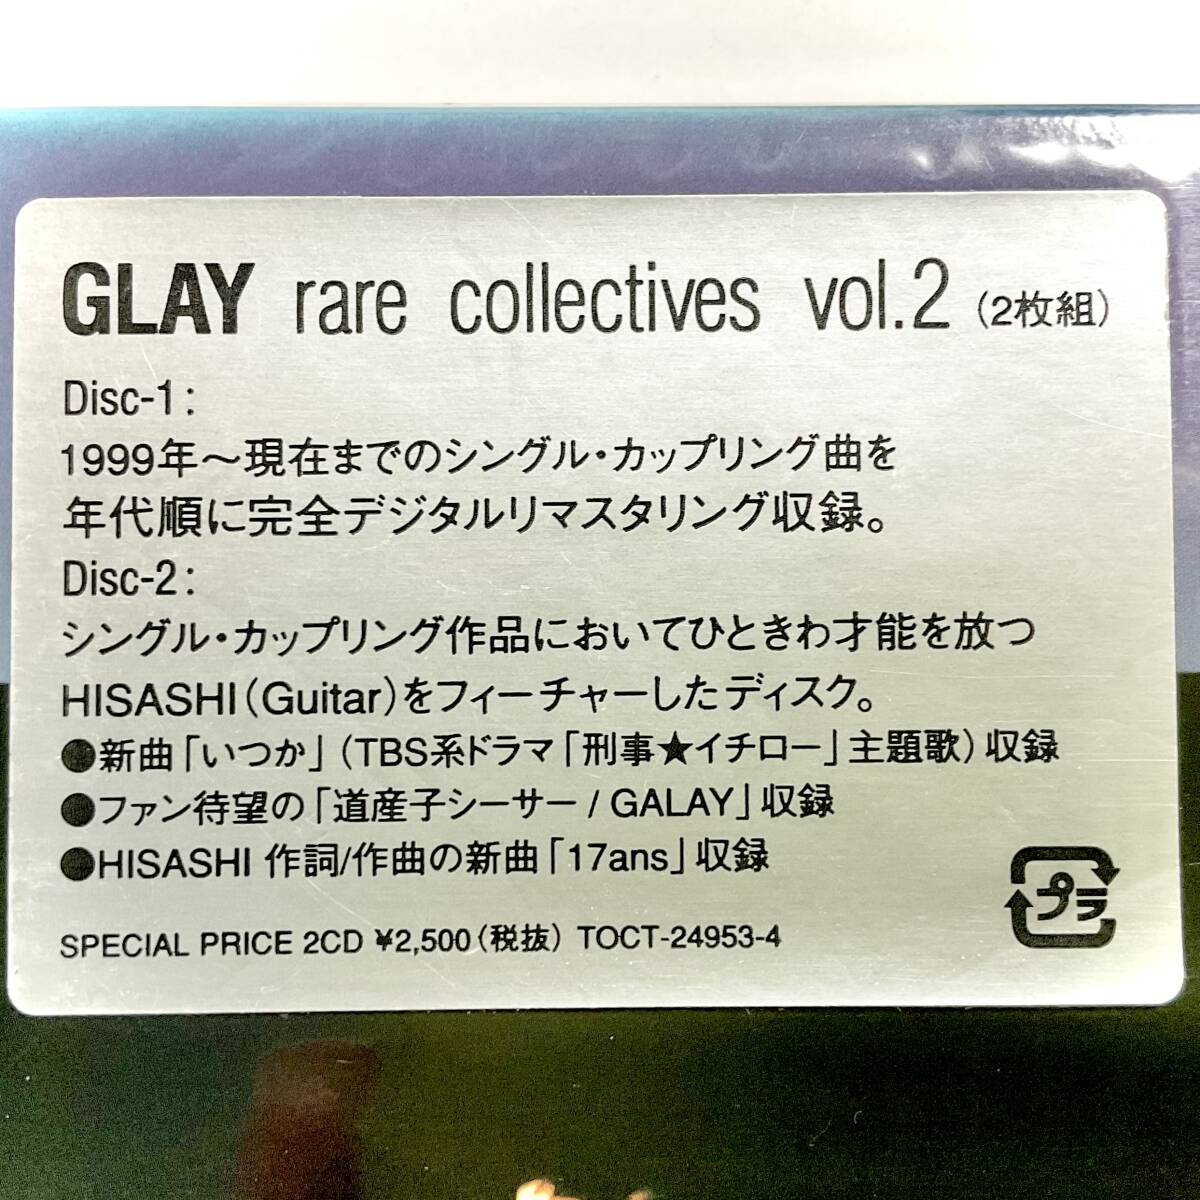 GLAY rare collectives vol.2 (2枚組)
Disc-1:
1999年～現在までのシングル・カップリング曲を
年代順に完全デジタルリマスタリング収録。
Disc-2:
シングル・カップリング作品においてひときわ才能を放つ
HISASHI(Guitar)をフィーチャーしたディスク。
●新曲「いつか」(TBS系ドラマ「刑事★イチロー」主題歌)収録
●ファン待望の「道産子シーサー/GALAY」収録
●HISASHI 作詞/作曲の新曲「17ans」収録
プラ
SPECIAL PRICE 2CD ¥2,500(税抜) TOCT-24953-4